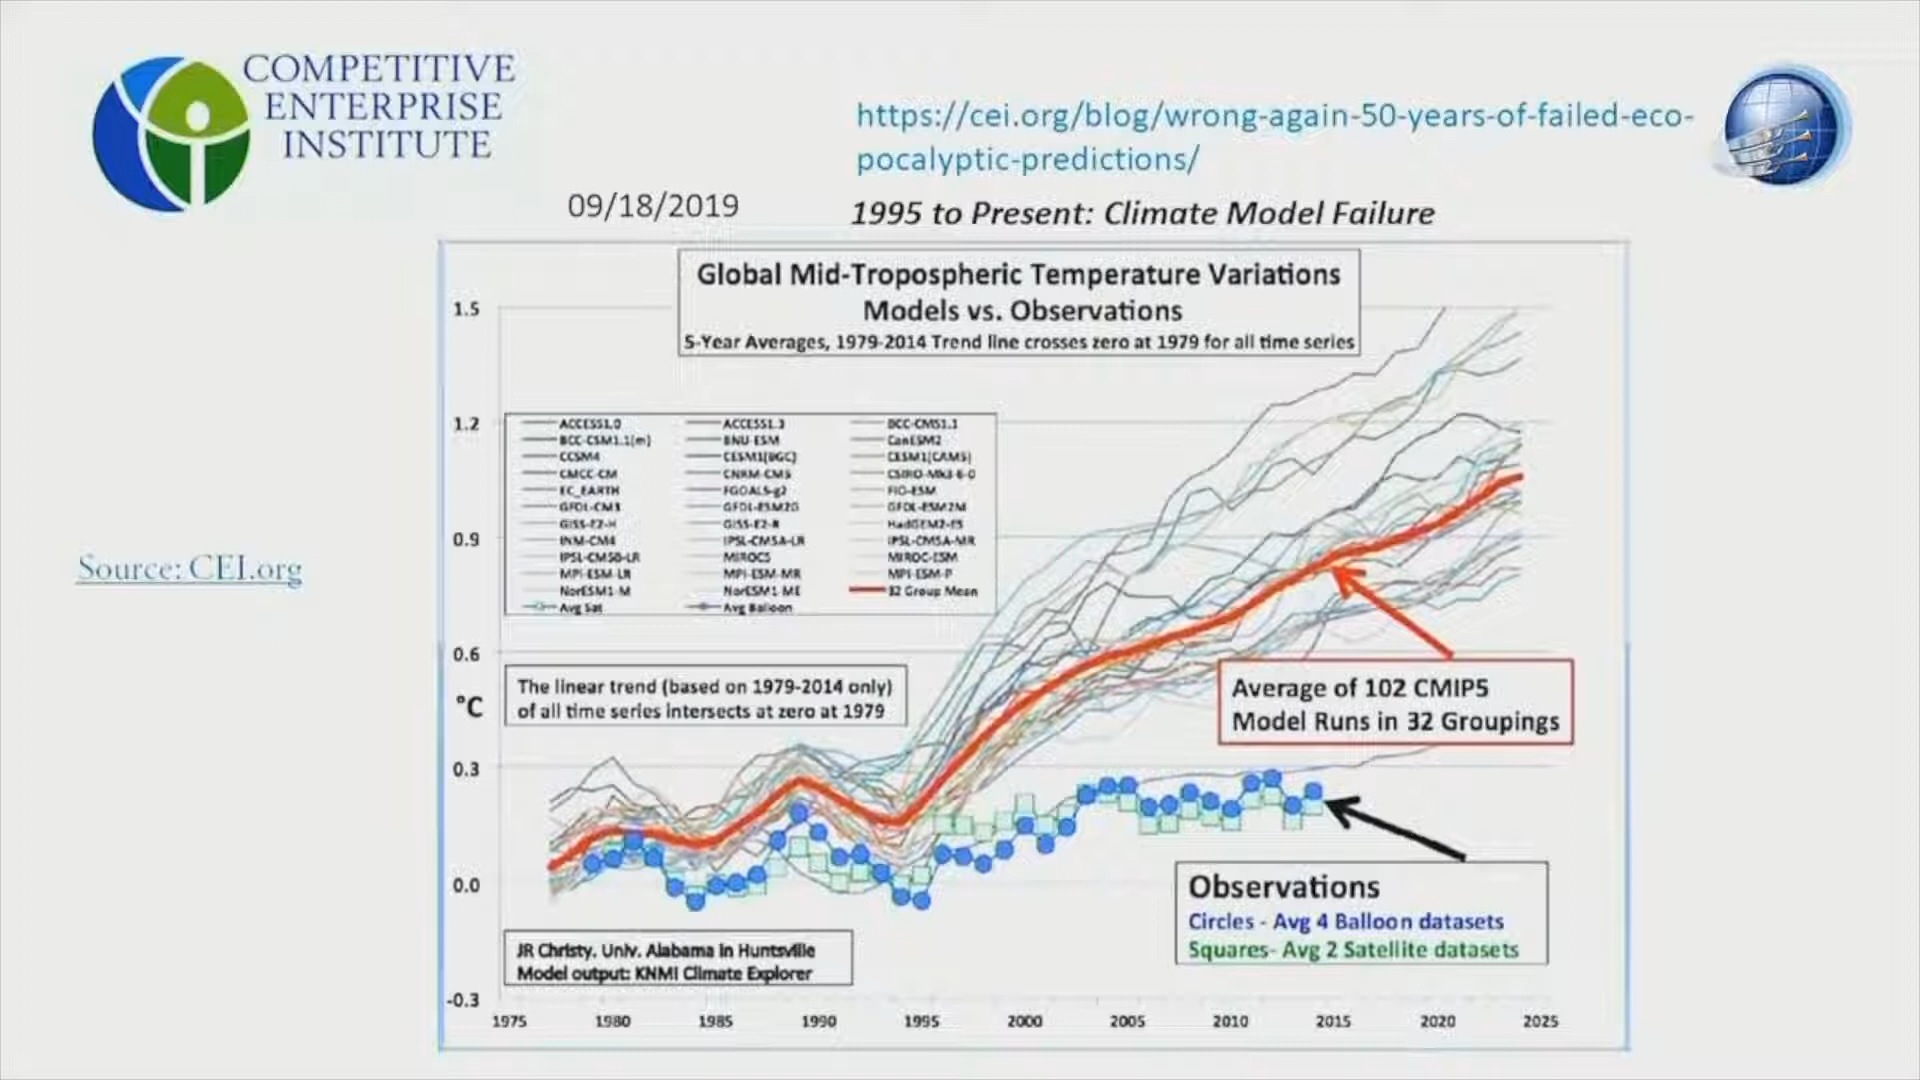 COMPETITIVE
ENTERPRISE
INSTITUTE
https://cei.org/blog/wrong-again-50-years-of-failed-eco-
pocalyptic-predictions/
09/18/2019
1995 to Present: Climate Model Failure
Global Mid-Tropospheric Temperature Variations
Models vs. Observations
5-Year Averages, 1979-2014 Trend line crosses zero at 1979 for all time series
1.5
1.2
0.9
0.6
°C
0.3
0.0
-0.3
ACCESS1.0 ACCESS1.3 BCC-CMS1.1
BCC-CSM1.1(m) BNU-ESM CanESM2
CCSM4 CESM1(BGC) CESM1(CAM5)
CMCC-CM CNRM-CM5 CSIRO-Mk3-6-0
EC_EARTH FGOALS-g2 FIO-ESM
GFDL-CM3 GFDL-ESM2G GFDL-ESM2M
GISS-E2-H GISS-E2-R HadGEM2-ES
INM-CM4 IPSL-CM5A-LR IPSL-CM5A-MR
IPSL-CM5B-LR MIROC5 MIROC-ESM
MPI-ESM-LR MPI-ESM-MR MPI-ESM-P
NorESM1-M NorESM1-ME 32 Group Mean
Avg Sat Avg Balloon
Source: CEI.org
The linear trend (based on 1979-2014 only)
of all time series intersects at zero at 1979
Average of 102 CMIP5
Model Runs in 32 Groupings
Observations
Circles - Avg 4 Balloon datasets
Squares- Avg 2 Satellite datasets
JR Christy. Univ. Alabama in Huntsville
Model output: KNMI Climate Explorer
1975 1980 1985 1990 1995 2000 2005 2010 2015 2020 2025